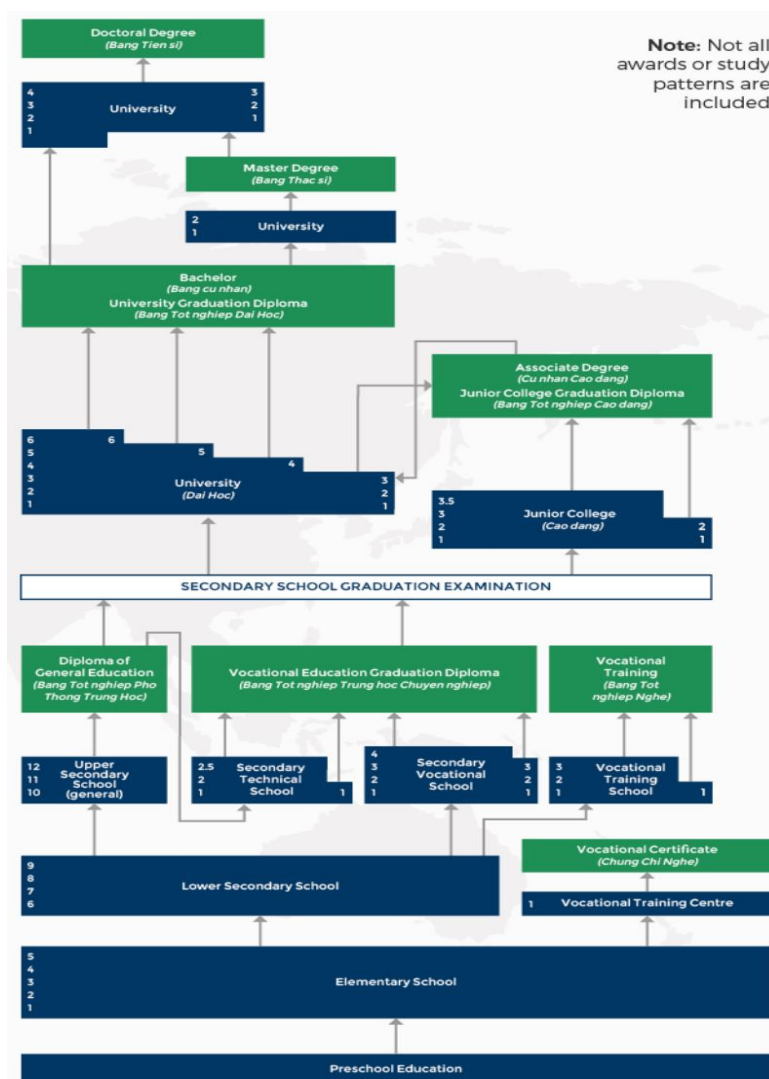 Doctoral Degree
(Bang Tien si)
Note: Not all
awards or study
patterns are
included
4
3
2
1
University
3
2
1
Master Degree
(Bang Thac si)
2
1
University
Bachelor
(Bang cu nhan)
University Graduation Diploma
(Bang Tot nghiep Dai Hoc)
Associate Degree
(Cu nhan Cao dang)
Junior College Graduation Diploma
(Bang Tot nghiep Cao dang)
6
5
4
3
2
1
6
5
4
University
(Dai Hoc)
3
2
1
3.5
3
2
1
Junior College
(Cao dang)
2
1
SECONDARY SCHOOL GRADUATION EXAMINATION
Diploma of
General Education
(Bang Tot nghiep Pho
Thong Trung Hoc)
Vocational Education Graduation Diploma
(Bang Tot nghiep Trung hoc Chuyen nghiep)
Vocational
Training
(Bang Tot
nghiep Nghe)
12
11
10
Upper
Secondary
School
(general)
2.5
2
1
Secondary
Technical
School
1
4
3
2
1
Secondary
Vocational
School
3
2
1
3
2
1
Vocational
Training
School
1
9
8
7
6
Lower Secondary School
Vocational Certificate
(Chung Chi Nghe)
1
Vocational Training Centre
5
4
3
2
1
Elementary School
Preschool Education